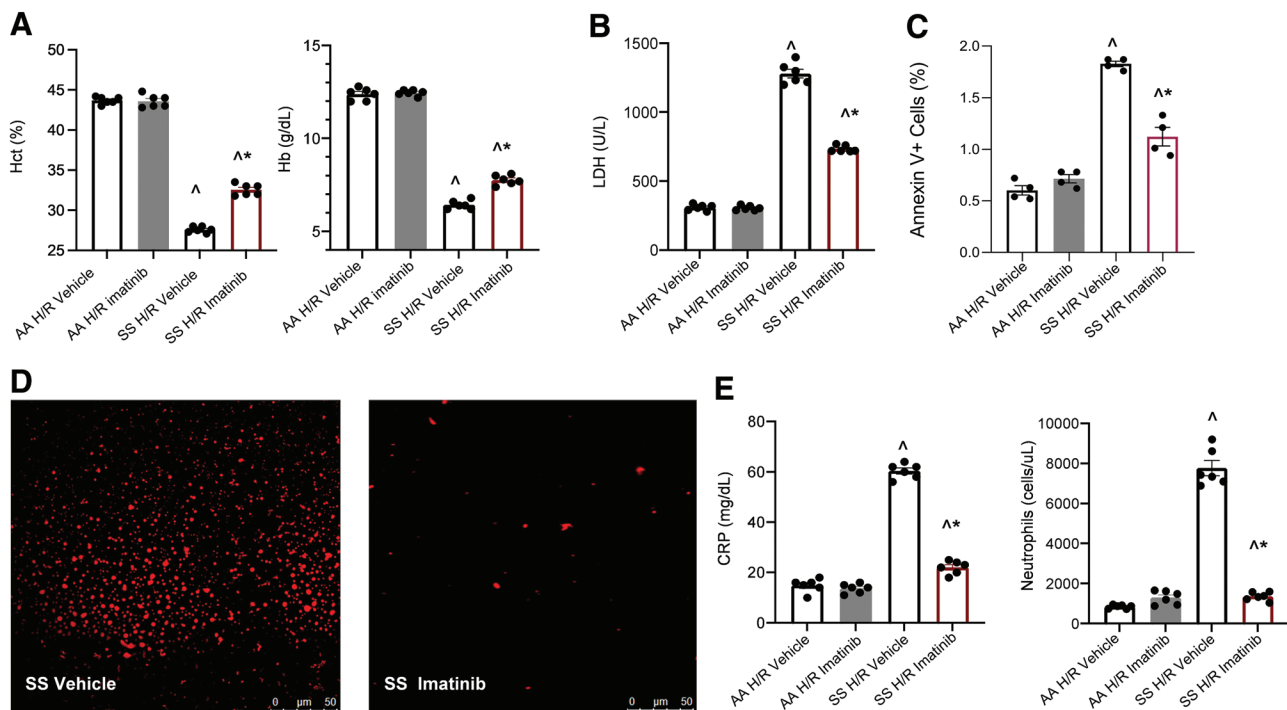 A
Hct (%)
50
45
40
35
30
25
AA H/R Vehicle
AA H/R imatinib
SS H/R Vehicle
SS H/R Imatinib
^
^*
Hb (g/dL)
15
12
10
8
6
4
AA H/R Vehicle
AA H/R imatinib
SS H/R Vehicle
SS H/R Imatinib
^
^*
B
LDH (U/L)
1500
1000
500
0
AA H/R Vehicle
AA H/R Imatinib
SS H/R Vehicle
SS H/R Imatinib
^
^*
C
Annexin V+ Cells (%)
2.0
1.5
1.0
0.5
0.0
AA H/R Vehicle
AA H/R Imatinib
SS H/R Vehicle
SS H/R Imatinib
^
^*
D
SS Vehicle
0 µm 50
SS Imatinib
0 µm 50
E
CRP (mg/dL)
80
60
40
20
0
AA H/R Vehicle
AA H/R Imatinib
SS H/R Vehicle
SS H/R Imatinib
^
^*
Neutrophils (cells/uL)
10000
8000
6000
4000
2000
0
AA H/R Vehicle
AA H/R Imatinib
SS H/R Vehicle
SS H/R Imatinib
^
^*